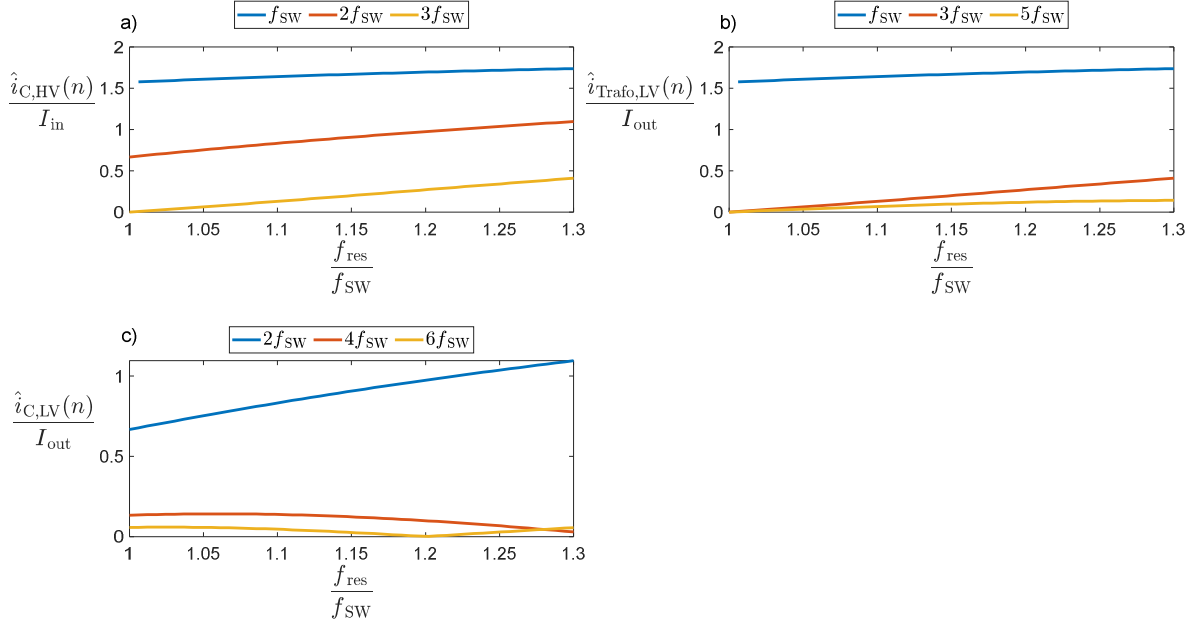 a)
f_SW 2f_SW 3f_SW
î_C,HV(n)
I_in
2
1.5
1
0.5
0
1 1.05 1.1 1.15 1.2 1.25 1.3
f_res
f_SW
b)
f_SW 3f_SW 5f_SW
î_Trafo,LV(n)
I_out
2
1.5
1
0.5
0
1 1.05 1.1 1.15 1.2 1.25 1.3
f_res
f_SW
c)
2f_SW 4f_SW 6f_SW
î_C,LV(n)
I_out
1
0.5
0
1 1.05 1.1 1.15 1.2 1.25 1.3
f_res
f_SW